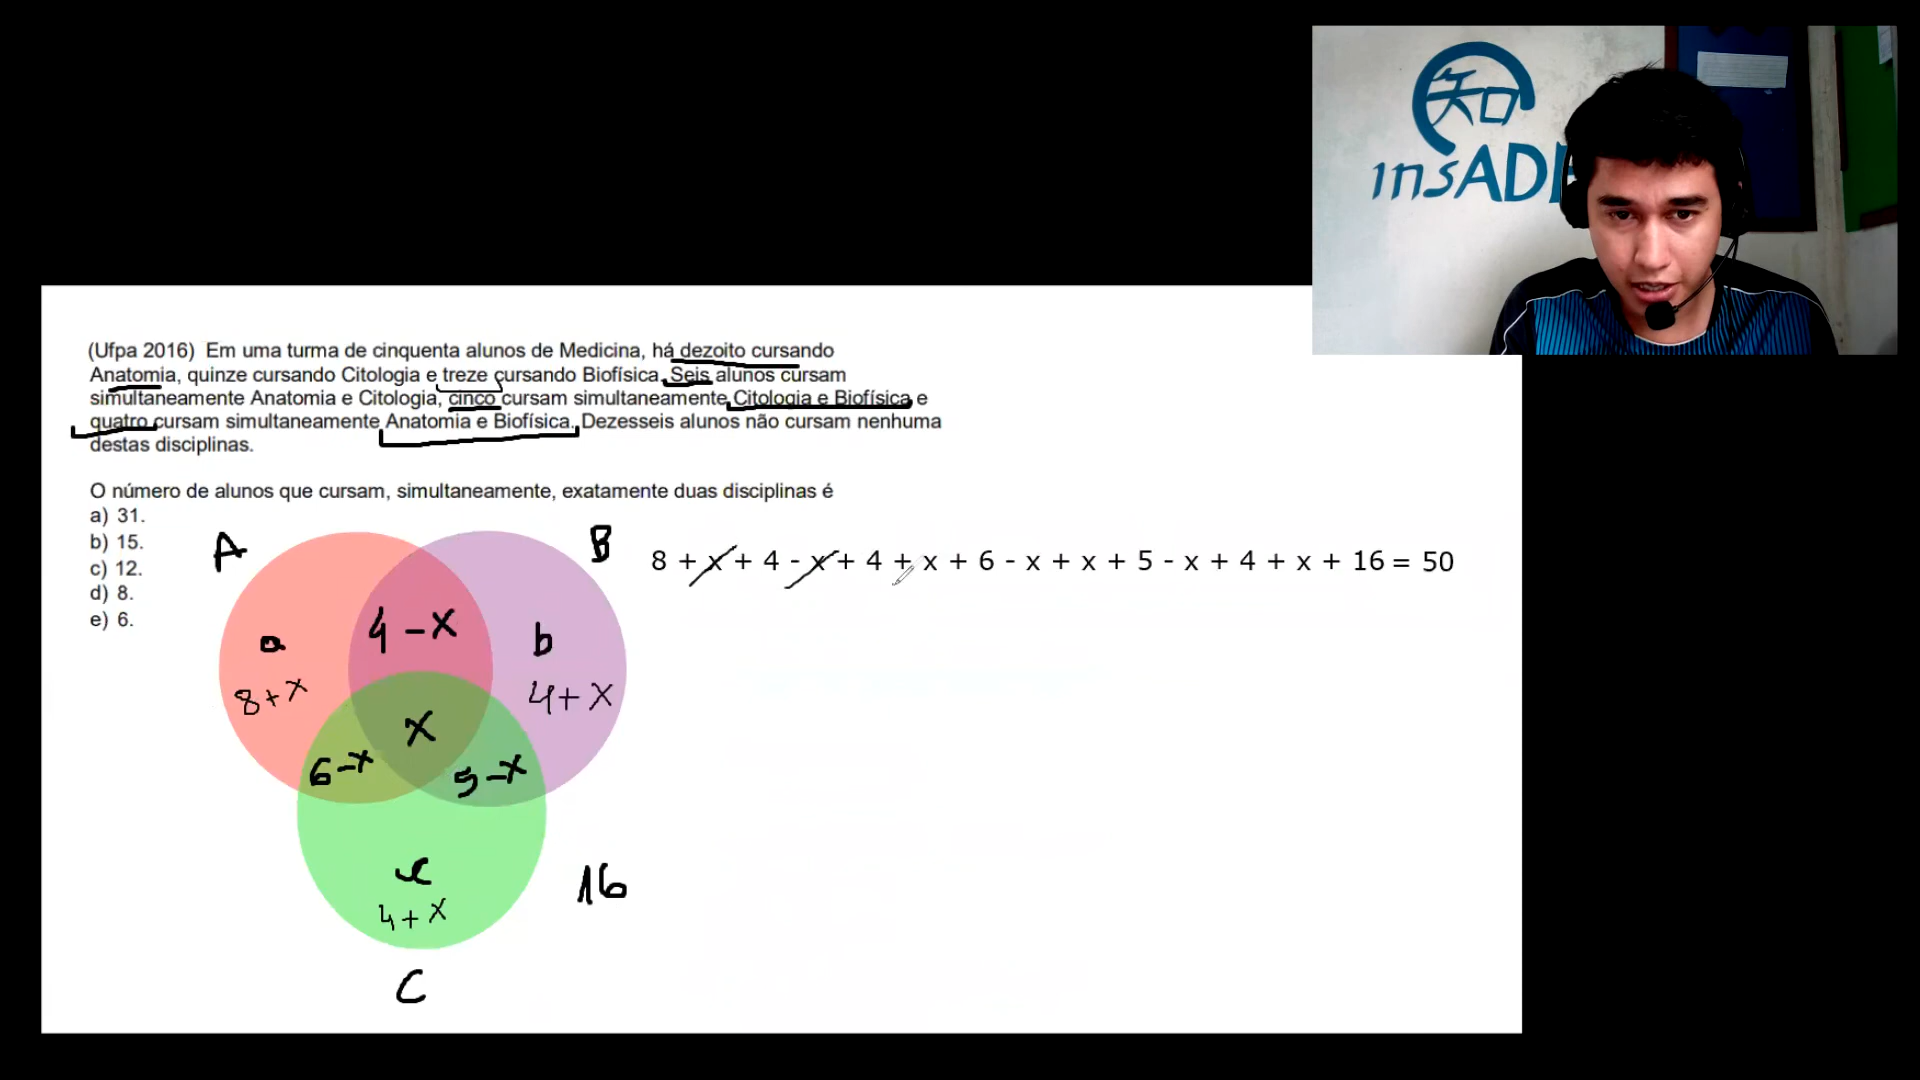 知
insADE
(Ufpa 2016) Em uma turma de cinquenta alunos de Medicina, há dezoito cursando
Anatomia, quinze cursando Citologia e treze cursando Biofísica. Seis alunos cursam
simultaneamente Anatomia e Citologia, cinco cursam simultaneamente Citologia e Biofísica e
quatro cursam simultaneamente Anatomia e Biofísica. Dezesseis alunos não cursam nenhuma
destas disciplinas.
O número de alunos que cursam, simultaneamente, exatamente duas disciplinas é
a) 31.
b) 15.
c) 12.
d) 8.
e) 6.
8 + x + 4 - x + 4 + x + 6 - x + x + 5 - x + 4 + x + 16 = 50
A
B
4 - x
a
b
8 + x
4 + x
x
6 - x
5 - x
c
4 + x
16
C